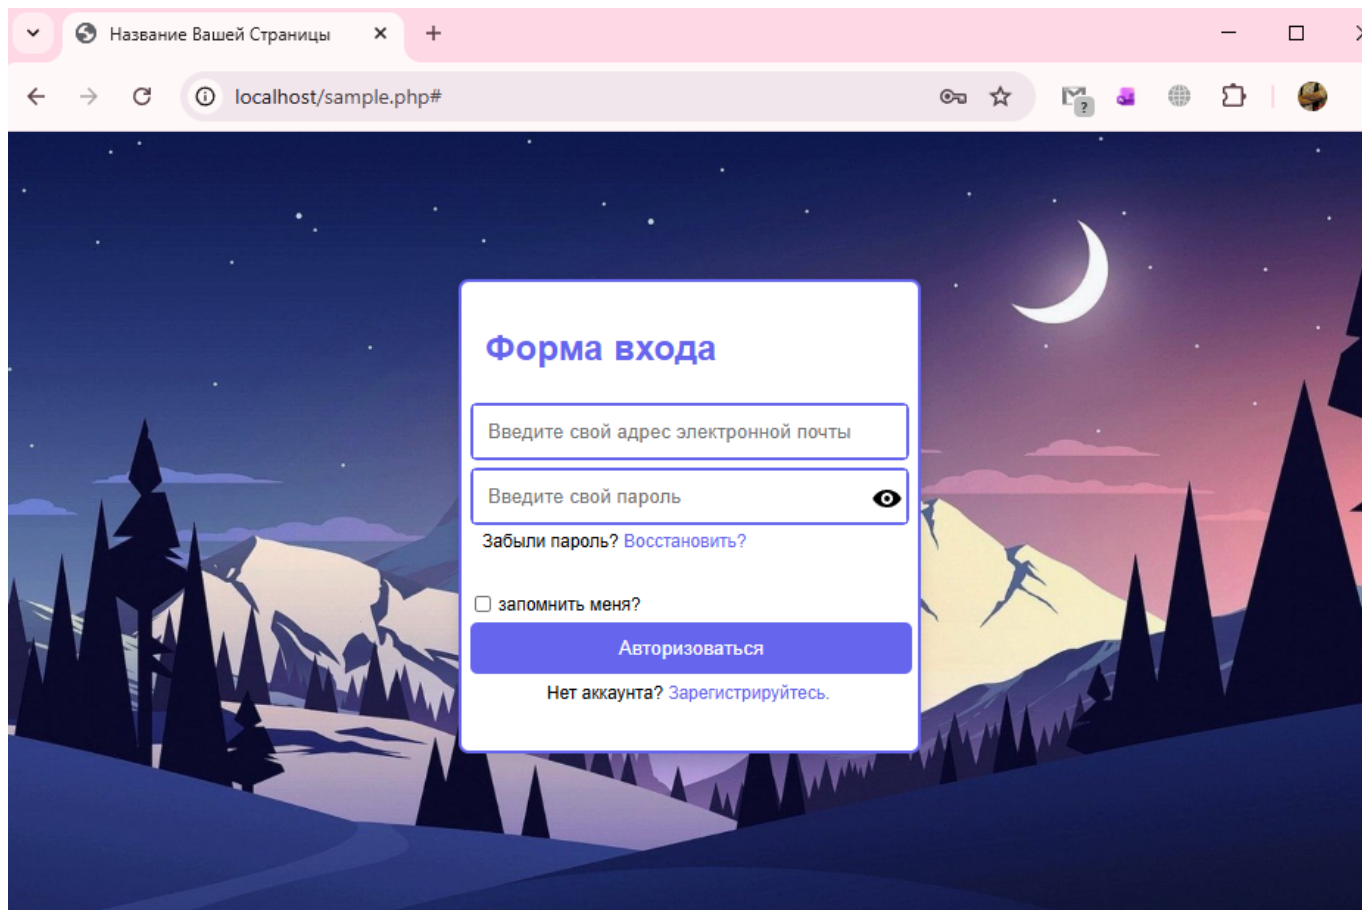 Название Вашей Страницы
localhost/sample.php#
?
Форма входа
Введите свой адрес электронной почты
Введите свой пароль
Забыли пароль? Восстановить?
запомнить меня?
Авторизоваться
Нет аккаунта? Зарегистрируйтесь.